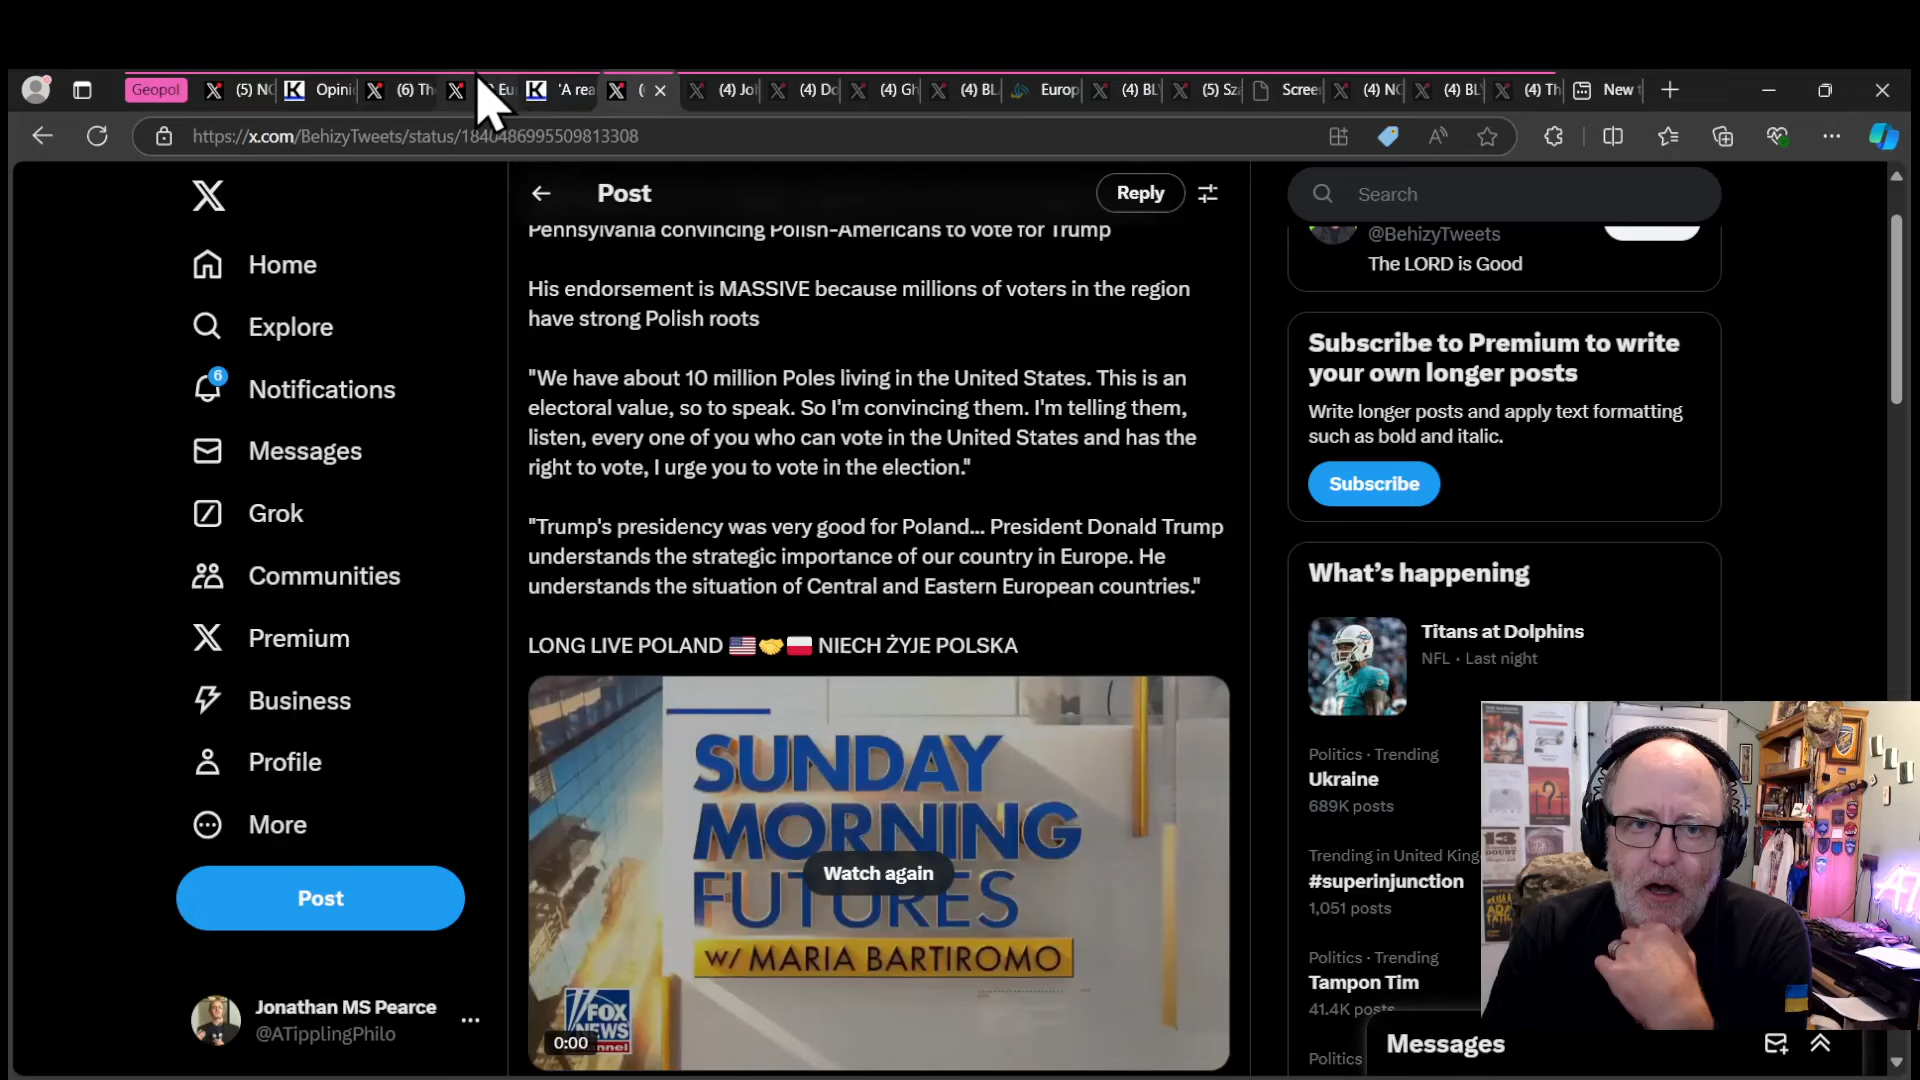 Geopol
(5) NC
Opini
(6) Th
Eu
'A rea
(
(4) Jo
(4) Do
(4) Gh
(4) BL
Europ
(4) BL
(5) Sz
Scree
(4) NC
(4) BL
(4) Th
New t
https://x.com/BehizyTweets/status/1840486995509813308
Home
Explore
6
Notifications
Messages
Grok
Communities
Premium
Business
Profile
More
Post
Jonathan MS Pearce
@ATipplingPhilo
Post
Reply
Pennsylvania convincing Polish-Americans to vote for Trump
His endorsement is MASSIVE because millions of voters in the region
have strong Polish roots
"We have about 10 million Poles living in the United States. This is an
electoral value, so to speak. So I'm convincing them. I'm telling them,
listen, every one of you who can vote in the United States and has the
right to vote, I urge you to vote in the election."
"Trump's presidency was very good for Poland... President Donald Trump
understands the strategic importance of our country in Europe. He
understands the situation of Central and Eastern European countries."
LONG LIVE POLAND 🇺🇸🤝🇵🇱 NIECH ŻYJE POLSKA
SUNDAY
MORNING
FUTURES
w/ MARIA BARTIROMO
Watch again
FOX
NEWS
channel
0:00
Search
@BehizyTweets
The LORD is Good
Subscribe to Premium to write
your own longer posts
Write longer posts and apply text formatting
such as bold and italic.
Subscribe
What's happening
Titans at Dolphins
NFL · Last night
Politics · Trending
Ukraine
689K posts
Trending in United King
#superinjunction
1,051 posts
Politics · Trending
Tampon Tim
41.4K posts
Politics
Messages